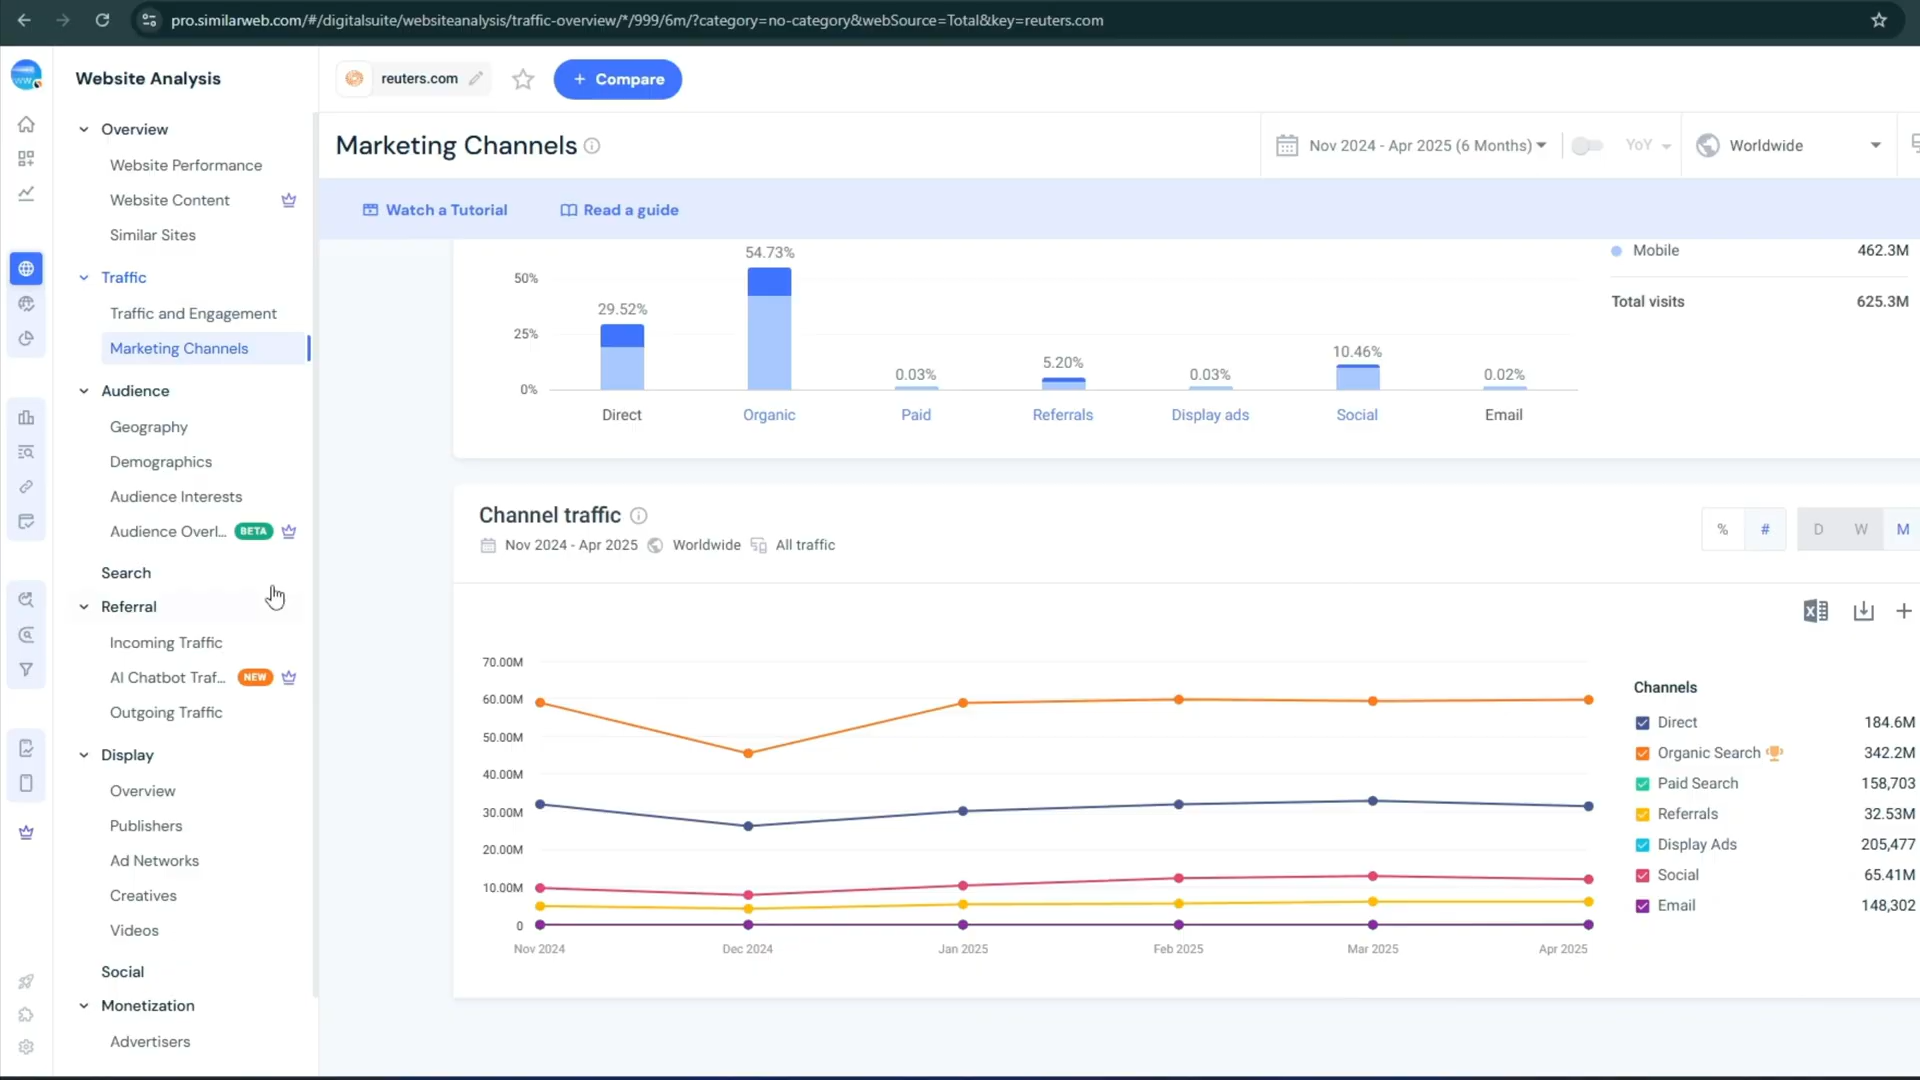 pro.similarweb.com/#/digitalsuite/websiteanalysis/traffic-overview/*/999/6m/?category=no-category&webSource=Total&key=reuters.com
Website Analysis
Overview
Website Performance
Website Content
Similar Sites
Traffic
Traffic and Engagement
Marketing Channels
Audience
Geography
Demographics
Audience Interests
Audience Overl... BETA
Search
Referral
Incoming Traffic
AI Chatbot Traf... NEW
Outgoing Traffic
Display
Overview
Publishers
Ad Networks
Creatives
Videos
Social
Monetization
Advertisers
reuters.com
+ Compare
Marketing Channels
Nov 2024 - Apr 2025 (6 Months)
YoY
Worldwide
Watch a Tutorial
Read a guide
50%
25%
0%
29.52%
54.73%
0.03%
5.20%
0.03%
10.46%
0.02%
Direct
Organic
Paid
Referrals
Display ads
Social
Email
Mobile 462.3M
Total visits 625.3M
Channel traffic
Nov 2024 - Apr 2025 Worldwide All traffic
% # D W M
70.00M
60.00M
50.00M
40.00M
30.00M
20.00M
10.00M
0
Nov 2024
Dec 2024
Jan 2025
Feb 2025
Mar 2025
Apr 2025
Channels
Direct 184.6M
Organic Search 342.2M
Paid Search 158,703
Referrals 32.53M
Display Ads 205,477
Social 65.41M
Email 148,302